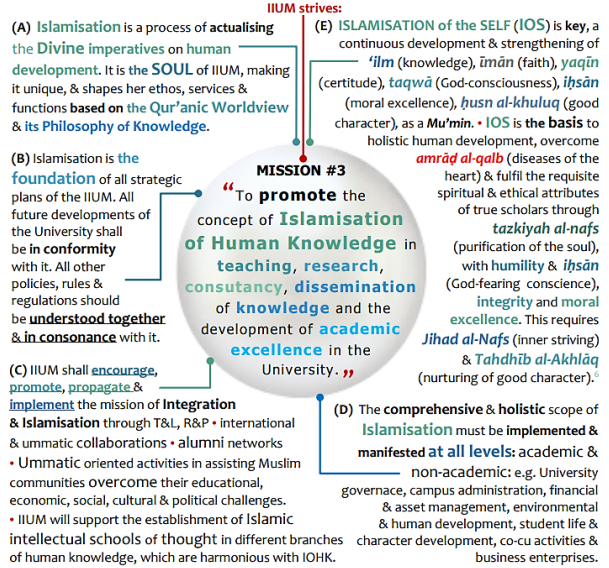 IIUM strives:
(A) Islamisation is a process of actualising
the Divine imperatives on human
development. It is the SOUL of IIUM, making
it unique, & shapes her ethos, services &
functions based on the Qur'anic Worldview
& its Philosophy of Knowledge.
(B) Islamisation is the
foundation of all strategic
plans of the IIUM. All
future developments of
the University shall
be in conformity
with it. All other
policies, rules &
regulations should
be understood together
& in consonance with it.
(C) IIUM shall encourage,
promote, propagate &
implement the mission of Integration
& Islamisation through T&L, R&P • international
& ummatic collaborations • alumni networks
• Ummatic oriented activities in assisting Muslim
communities overcome their educational,
economic, social, cultural & political challenges.
• IIUM will support the establishment of Islamic
intellectual schools of thought in different branches
of human knowledge, which are harmonious with IOHK.
MISSION #3
“To promote the
concept of Islamisation
of Human Knowledge in
teaching, research,
consutancy, dissemination
of knowledge and the
development of academic
excellence in the
University.”
(E) ISLAMISATION of the SELF (IOS) is key, a
continuous development & strengthening of
‘ilm (knowledge), īmān (faith), yaqīn
(certitude), taqwā (God-consciousness), iḥsān
(moral excellence), ḥusn al-khuluq (good
character), as a Mu’min. • IOS is the basis to
holistic human development, overcome
amrāḍ al-qalb (diseases of the
heart) & fulfil the requisite
spiritual & ethical attributes
of true scholars through
tazkiyah al-nafs
(purification of the soul),
with humility & iḥsān
(God-fearing conscience),
integrity and moral
excellence. This requires
Jihad al-Nafs (inner striving)
& Tahdhīb al-Akhlāq
(nurturing of good character).6
(D) The comprehensive & holistic scope of
Islamisation must be implemented &
manifested at all levels: academic &
non-academic: e.g. University
governace, campus administration, financial
& asset management, environmental
& human development, student life &
character development, co-cu activities &
business enterprises.